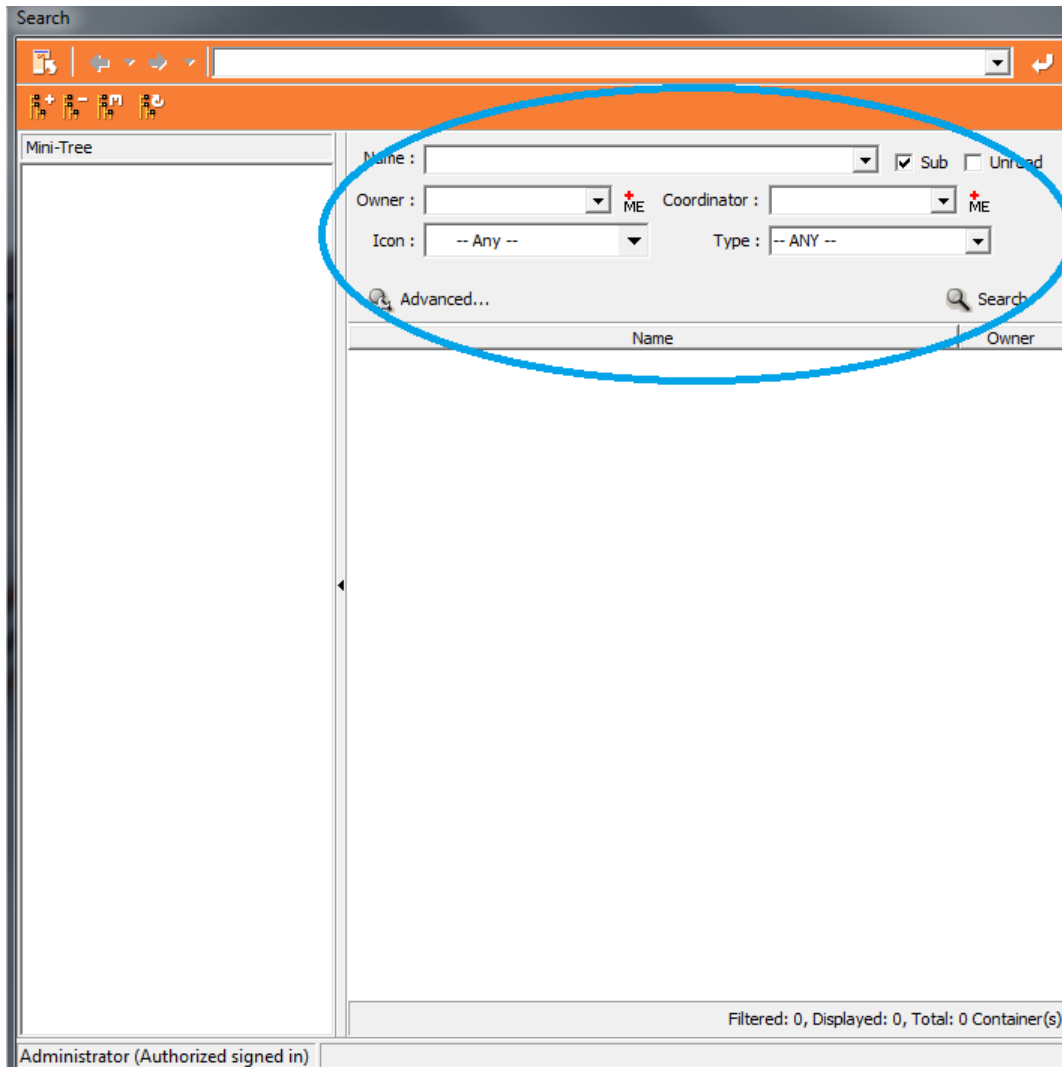 Search
Mini-Tree
Name : Sub Unread
Owner : ME Coordinator : ME
Icon : -- Any -- Type : -- ANY --
Advanced... Search
Name Owner
Filtered: 0, Displayed: 0, Total: 0 Container(s)
Administrator (Authorized signed in)